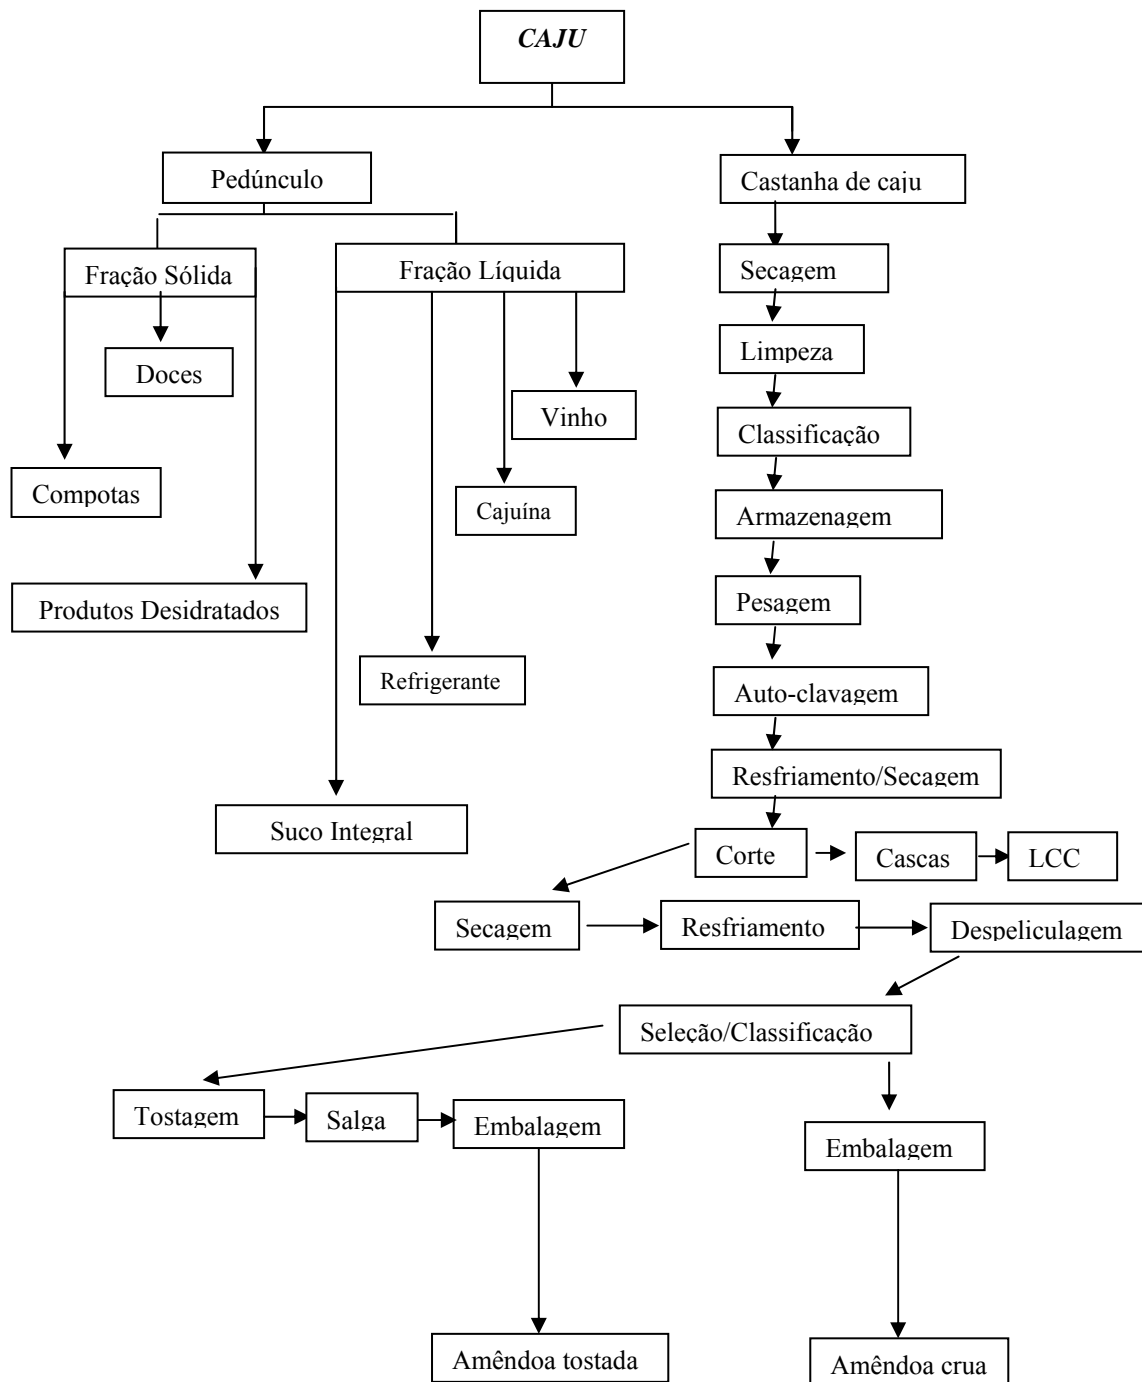 CAJU
Pedúnculo
Castanha de caju
Fração Sólida
Fração Líquida
Secagem
Doces
Limpeza
Vinho
Classificação
Compotas
Cajuína
Armazenagem
Produtos Desidratados
Pesagem
Refrigerante
Auto-clavagem
Resfriamento/Secagem
Suco Integral
Corte
Cascas
LCC
Secagem
Resfriamento
Despeliculagem
Seleção/Classificação
Tostagem
Salga
Embalagem
Embalagem
Amêndoa tostada
Amêndoa crua